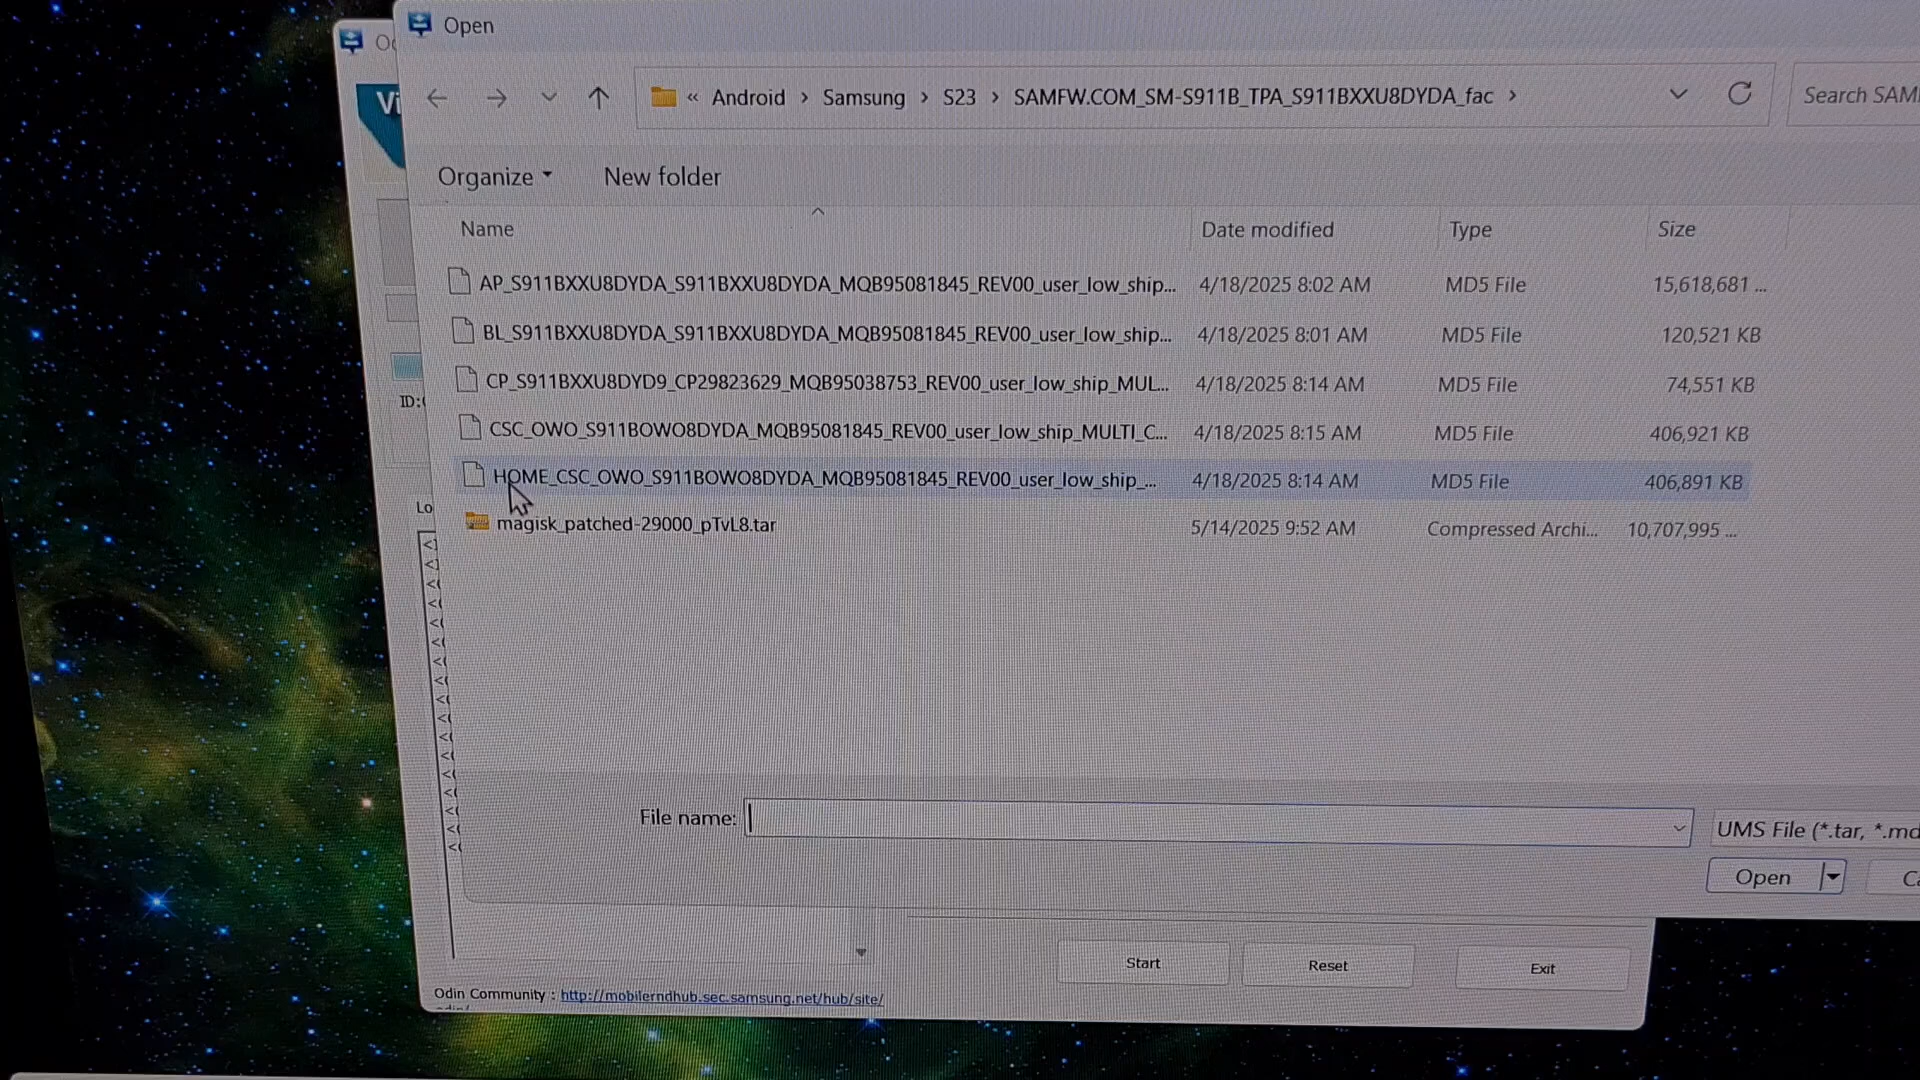 Open
Vi
« Android › Samsung › S23 › SAMFW.COM_SM-S911B_TPA_S911BXXU8DYDA_fac ›
Search SAM
Organize
New folder
Name
Date modified
Type
Size
AP_S911BXXU8DYDA_S911BXXU8DYDA_MQB95081845_REV00_user_low_ship... 4/18/2025 8:02 AM MD5 File 15,618,681 ...
BL_S911BXXU8DYDA_S911BXXU8DYDA_MQB95081845_REV00_user_low_ship... 4/18/2025 8:01 AM MD5 File 120,521 KB
CP_S911BXXU8DYD9_CP29823629_MQB95038753_REV00_user_low_ship_MUL... 4/18/2025 8:14 AM MD5 File 74,551 KB
ID:
CSC_OWO_S911BOWO8DYDA_MQB95081845_REV00_user_low_ship_MULTI_C... 4/18/2025 8:15 AM MD5 File 406,921 KB
HOME_CSC_OWO_S911BOWO8DYDA_MQB95081845_REV00_user_low_ship_... 4/18/2025 8:14 AM MD5 File 406,891 KB
Lo
magisk_patched-29000_pTvL8.tar 5/14/2025 9:52 AM Compressed Archi... 10,707,995 ...
File name:
UMS File (*.tar, *.md
Open
Ca
Start
Reset
Exit
Odin Community : http://mobilerndhub.sec.samsung.net/hub/site/